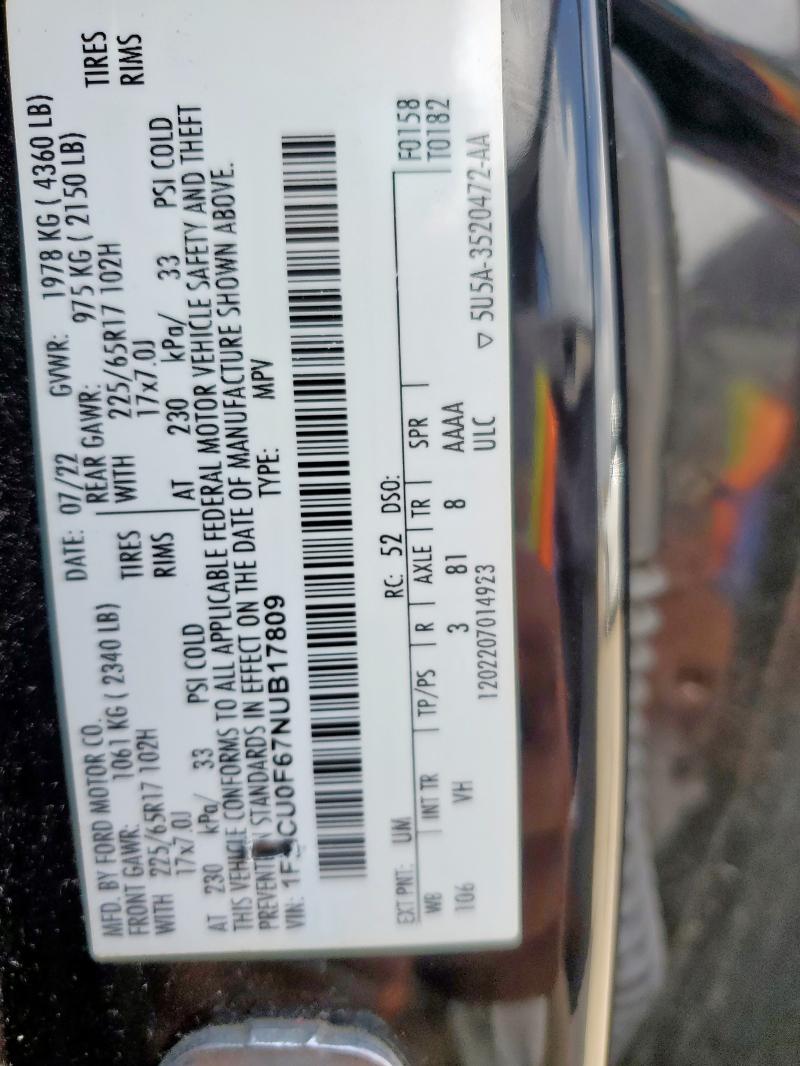 MFD. BY FORD MOTOR CO.
DATE: 07/22 GVWR: 1978 KG ( 4360 LB)
FRONT GAWR: 1061 KG ( 2340 LB) REAR GAWR: 975 KG ( 2150 LB)
WITH 225/65R17 102H TIRES WITH 225/65R17 102H TIRES
17x7.0J RIMS 17x7.0J RIMS
AT 230 kPa/ 33 PSI COLD AT 230 kPa/ 33 PSI COLD
THIS VEHICLE CONFORMS TO ALL APPLICABLE FEDERAL MOTOR VEHICLE SAFETY AND THEFT
PREVENTION STANDARDS IN EFFECT ON THE DATE OF MANUFACTURE SHOWN ABOVE.
VIN: 1FMCU0F67NUB17809 TYPE: MPV
EXT PNT: UM RC: 52 DSO: F0158
WB INT TR TP/PS R AXLE TR SPR T0182
106 VH 3 81 8 AAAA
1202207014923 ULC ▽ 5U5A-3520472-AA